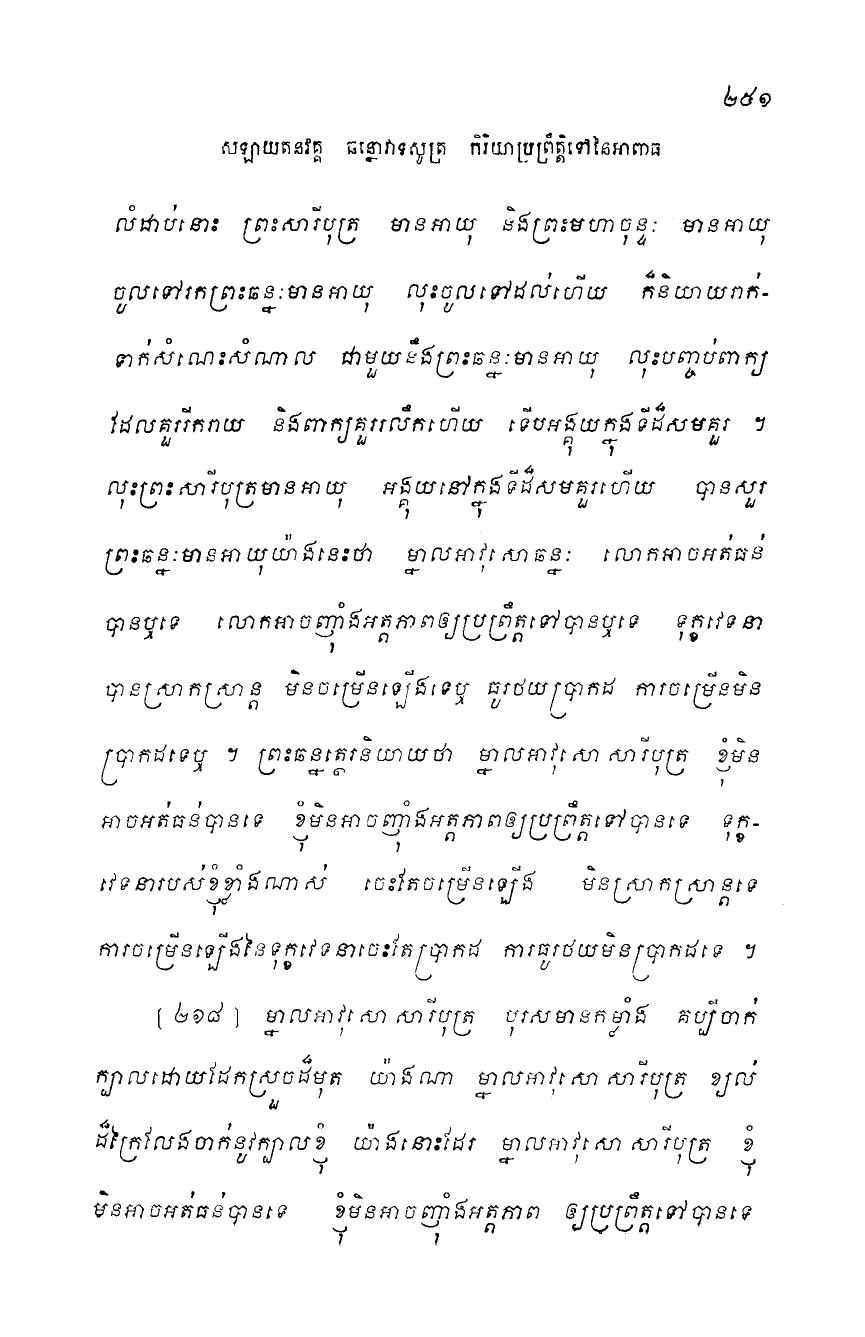 ២៥១
សឡាយតនវគ្គ ឆន្នោវាទសូត្រ កិរិយាប្រព្រឹត្តិទៅនៃអាពាធ
លំដាប់នោះ ព្រះសារីបុត្រ មានអាយុ និងព្រះមហាចុន្ទៈ មានអាយុ
ចូលទៅរកព្រះឆន្នៈមានអាយុ លុះចូលទៅដល់ហើយ ក៏និយាយពាក់-
ទាក់សំណេះសំណាល ជាមួយនឹងព្រះឆន្នៈមានអាយុ លុះបញ្ចប់ពាក្យ
ដែលគួររីករាយ និងពាក្យគួររលឹកហើយ ទើបអង្គុយក្នុងទីដ៏សមគួរ ។
លុះព្រះសារីបុត្រមានអាយុ អង្គុយនៅក្នុងទីដ៏សមគួរហើយ បានសួរ
ព្រះឆន្នៈមានអាយុយ៉ាងនេះថា ម្នាលអាវុសោឆន្នៈ លោកអាចអត់ធន់
បានឬទេ លោកអាចញ៉ាំងអត្តភាពឲ្យប្រព្រឹត្តទៅបានឬទេ ទុក្ខវេទនា
បានស្រាកស្រាន្ត មិនចម្រើនឡើងទេឬ ធូរថយប្រាកដ ការចម្រើនមិន
ប្រាកដទេឬ ។ ព្រះឆន្នត្ថេរនិយាយថា ម្នាលអាវុសោ សារីបុត្រ ខ្ញុំមិន
អាចអត់ធន់បានទេ ខ្ញុំមិនអាចញ៉ាំងអត្តភាពឲ្យប្រព្រឹត្តទៅបានទេ ទុក្ខ-
វេទនារបស់ខ្ញុំខ្លាំងណាស់ ចេះតែចម្រើនឡើង មិនស្រាកស្រាន្តទេ
ការចម្រើនឡើងនៃទុក្ខវេទនាចេះតែប្រាកដ ការធូរថយមិនប្រាកដទេ ។
[ ២១៨ ] ម្នាលអាវុសោ សារីបុត្រ បុរសមានកម្លាំង គប្បីចាក់
ក្បាលដោយដែកស្រួចដ៏មុត យ៉ាងណា ម្នាលអាវុសោ សារីបុត្រ ខ្យល់
ដ៏ក្រៃលែងចាក់នូវក្បាលខ្ញុំ យ៉ាងនោះដែរ ម្នាលអាវុសោ សារីបុត្រ ខ្ញុំ
មិនអាចអត់ធន់បានទេ ខ្ញុំមិនអាចញ៉ាំងអត្តភាព ឲ្យប្រព្រឹត្តទៅបានទេ